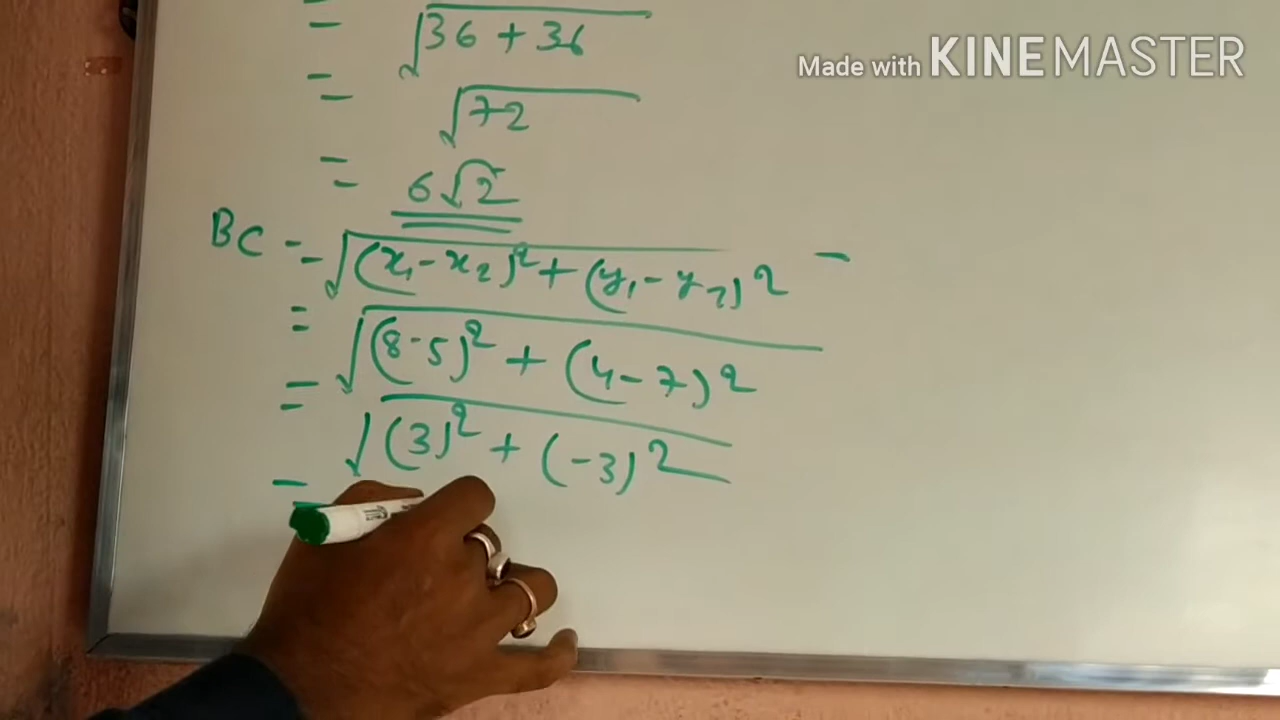 Made with KINEMASTER
= √36 + 36
= √72
= 6√2
BC = √(x₁ - x₂)² + (y₁ - y₂)² =
= √(8-5)² + (4-7)²
= √(3)² + (-3)²
=